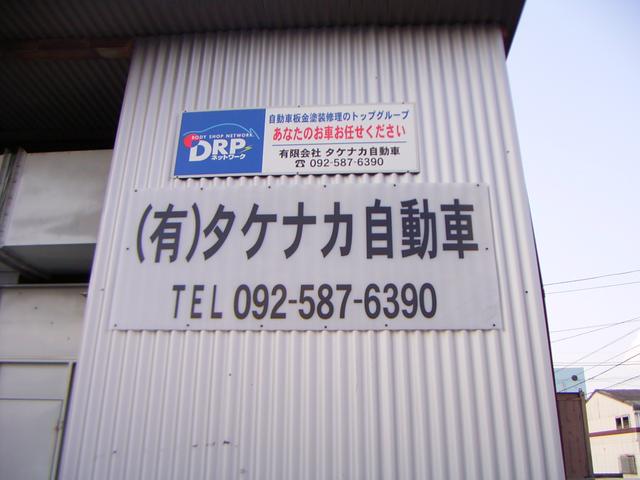 BODY SHOP NETWORK
DRP
ネットワーク
自動車板金塗装修理のトップグループ
あなたのお車お任せください
有限会社 タケナカ自動車
☎ 092-587-6390
(有)タケナカ自動車
TEL 092-587-6390